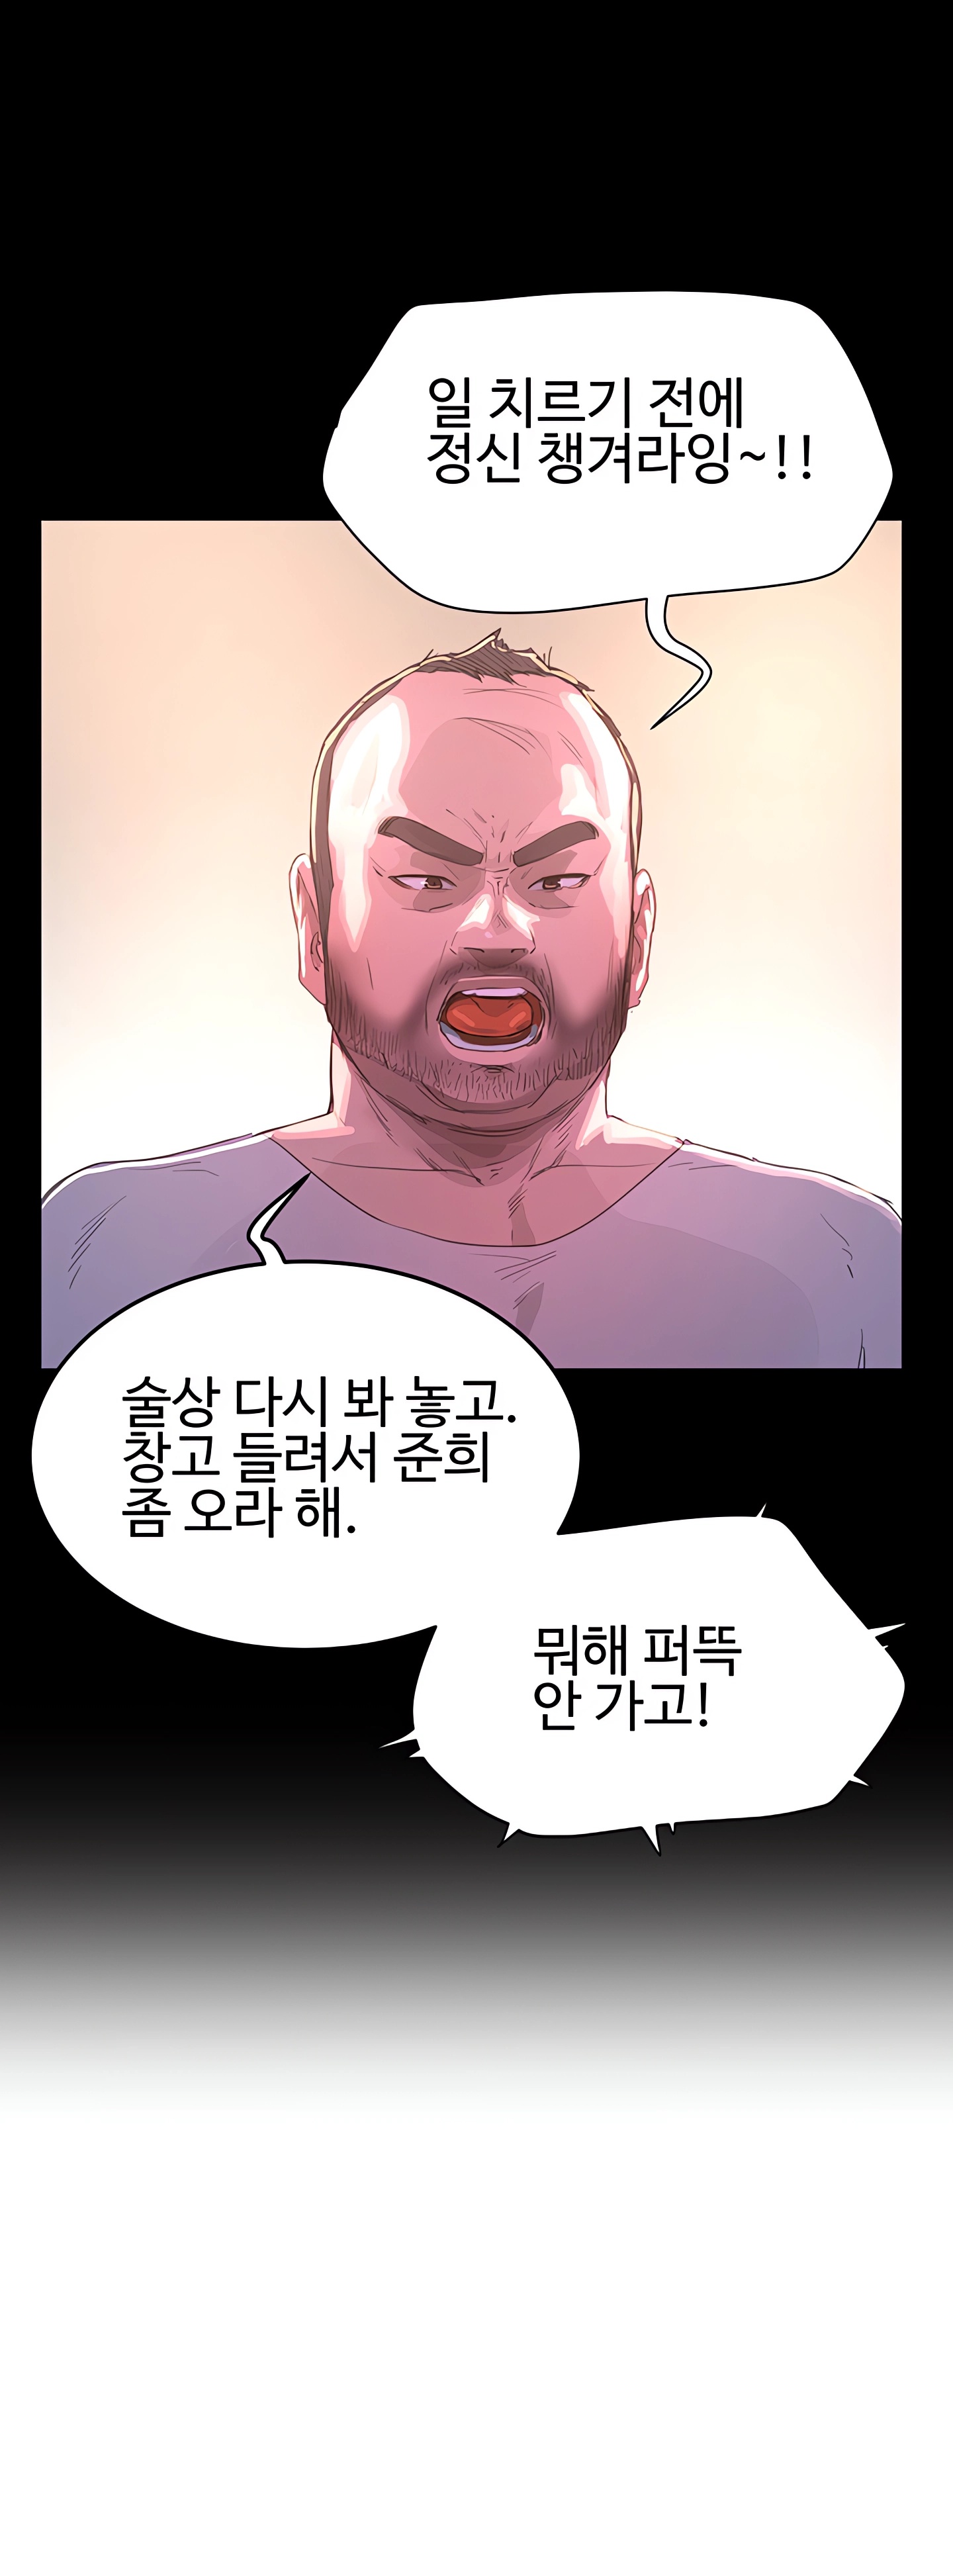 일 치르기 전에
정신 챙겨라잉~!!
술상 다시 봐 놓고.
창고 들려서 준희
좀 오라 해.
뭐해 퍼뜩
안 가고!